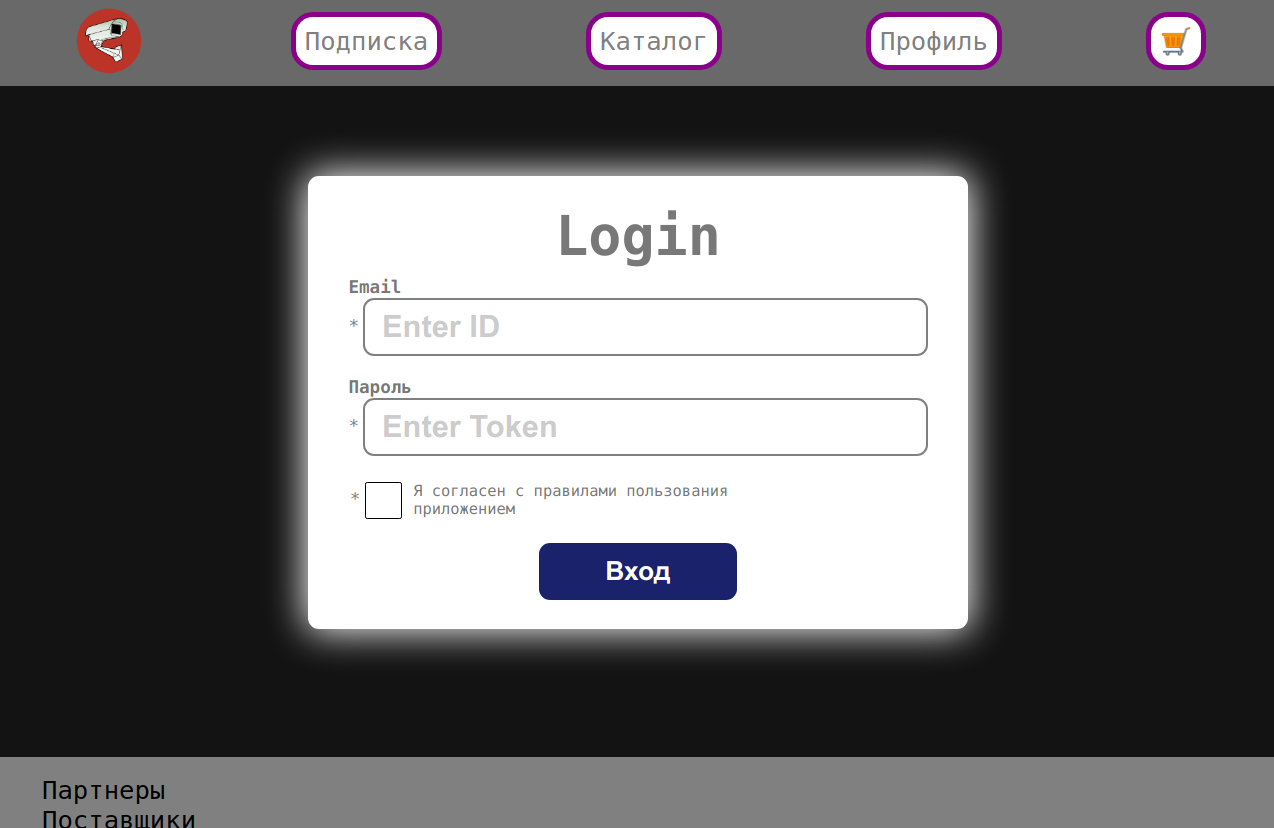 Подписка Каталог Профиль
Login
Email
* Enter ID
Пароль
* Enter Token
* Я согласен с правилами пользования
приложением
Вход
Партнеры
Поставщики